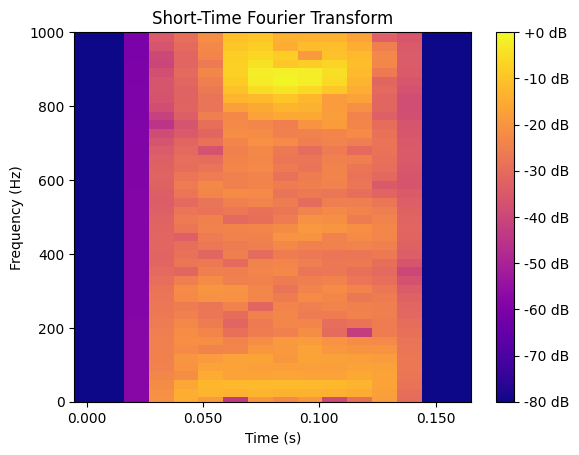 Short-Time Fourier Transform
Frequency (Hz)
1000
800
600
400
200
0
0.000 0.050 0.100 0.150
Time (s)
+0 dB
-10 dB
-20 dB
-30 dB
-40 dB
-50 dB
-60 dB
-70 dB
-80 dB